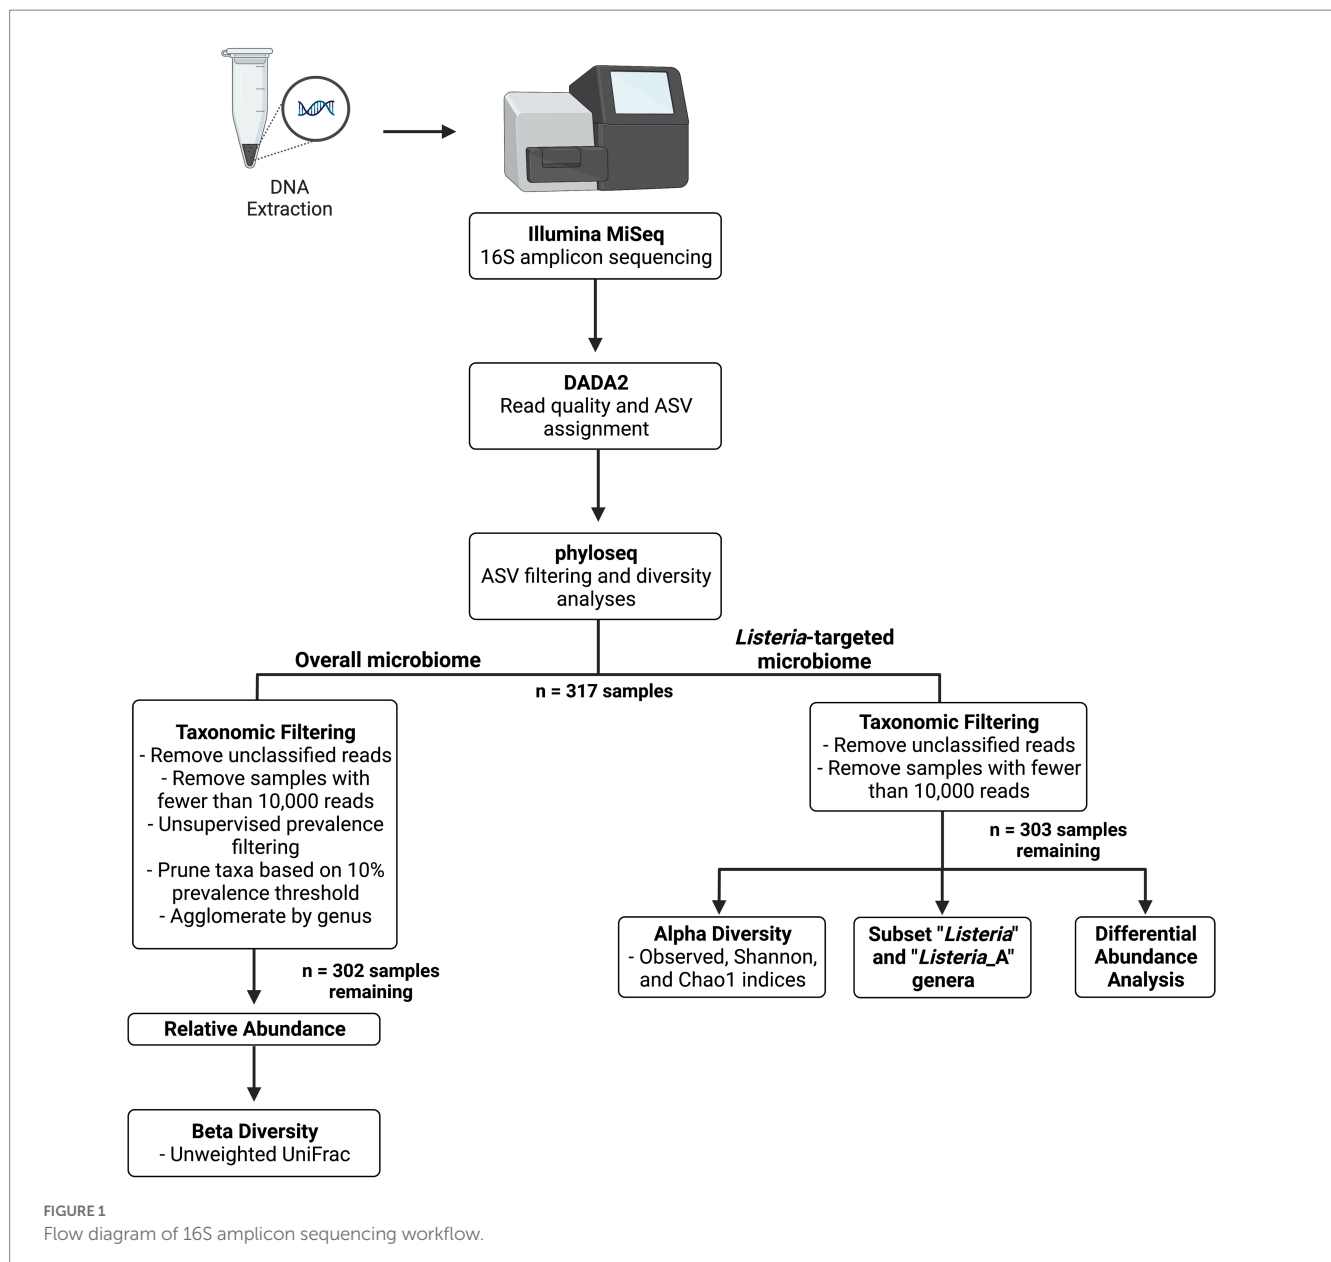 DNA
Extraction
Illumina MiSeq
16S amplicon sequencing
DADA2
Read quality and ASV
assignment
phyloseq
ASV filtering and diversity
analyses
Overall microbiome
Listeria-targeted
microbiome
n = 317 samples
Taxonomic Filtering
- Remove unclassified reads
- Remove samples with
fewer than 10,000 reads
- Unsupervised prevalence
filtering
- Prune taxa based on 10%
prevalence threshold
- Agglomerate by genus
n = 302 samples
remaining
Relative Abundance
Beta Diversity
- Unweighted UniFrac
Taxonomic Filtering
- Remove unclassified reads
- Remove samples with fewer
than 10,000 reads
n = 303 samples
remaining
Alpha Diversity
- Observed, Shannon,
and Chao1 indices
Subset "Listeria"
and "Listeria_A"
genera
Differential
Abundance
Analysis
FIGURE 1
Flow diagram of 16S amplicon sequencing workflow.